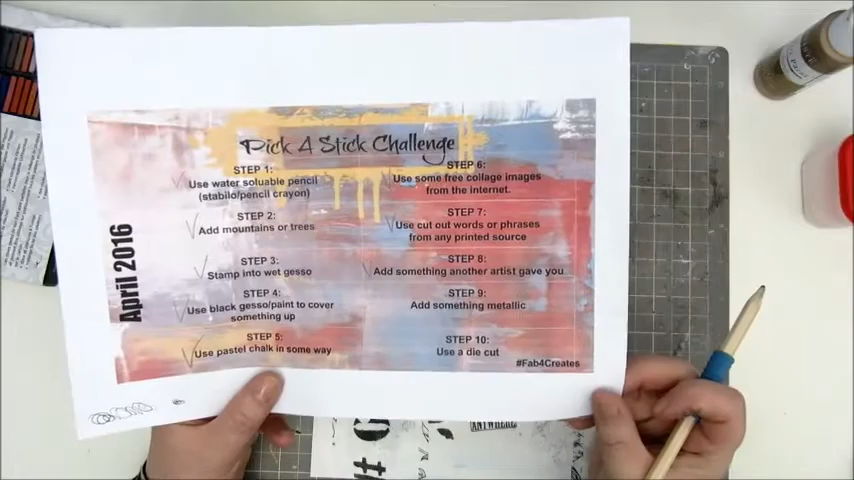 Pick A Stick Challenge
April 2016
STEP 1:
Use water soluable pencil
(stabilo/pencil crayon)
STEP 2:
Add mountains or trees
STEP 3:
Stamp into wet gesso
STEP 4:
Use black gesso/paint to cover
something up
STEP 5:
Use pastel chalk in some way
STEP 6:
Use some free collage images
from the internet.
STEP 7:
Use cut out words or phrases
from any printed source
STEP 8:
Add something another artist gave you
STEP 9:
Add something metallic
STEP 10:
Use a die cut
#Fab4Creates
ANYWHERE
#